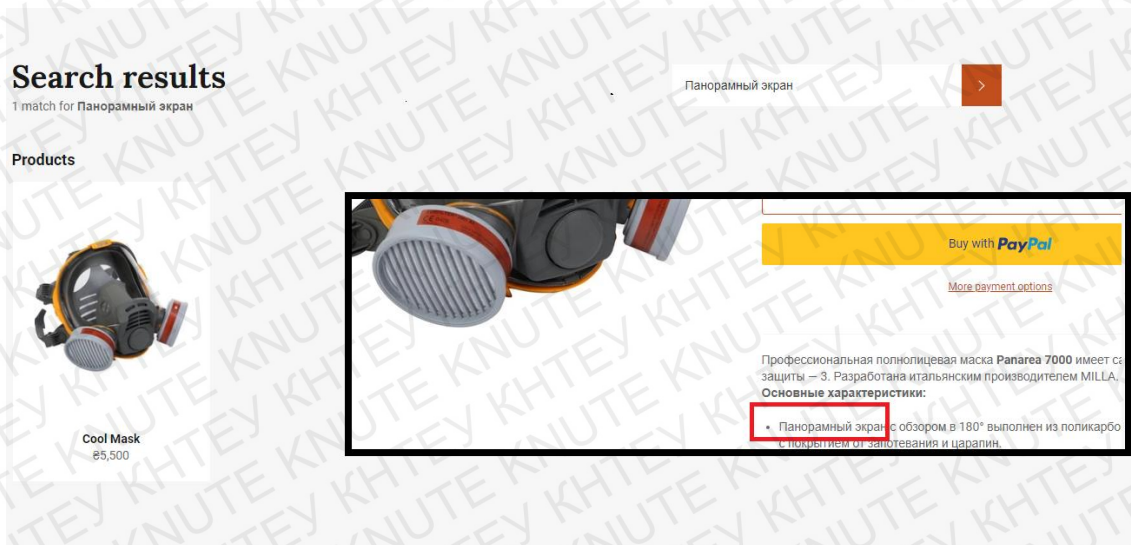 Search results
Панорамный экран
1 match for Панорамный экран
Products
Cool Mask
₴5,500
Buy with PayPal
More payment options
Профессиональная полнолицевая маска Panarea 7000 имеет
защиты — 3. Разработана итальянским производителем MILLA.
Основные характеристики:
• Панорамный экран с обзором в 180° выполнен из поликарбо
с покрытием от запотевания и царапин.
KNUTE КНТЕУ